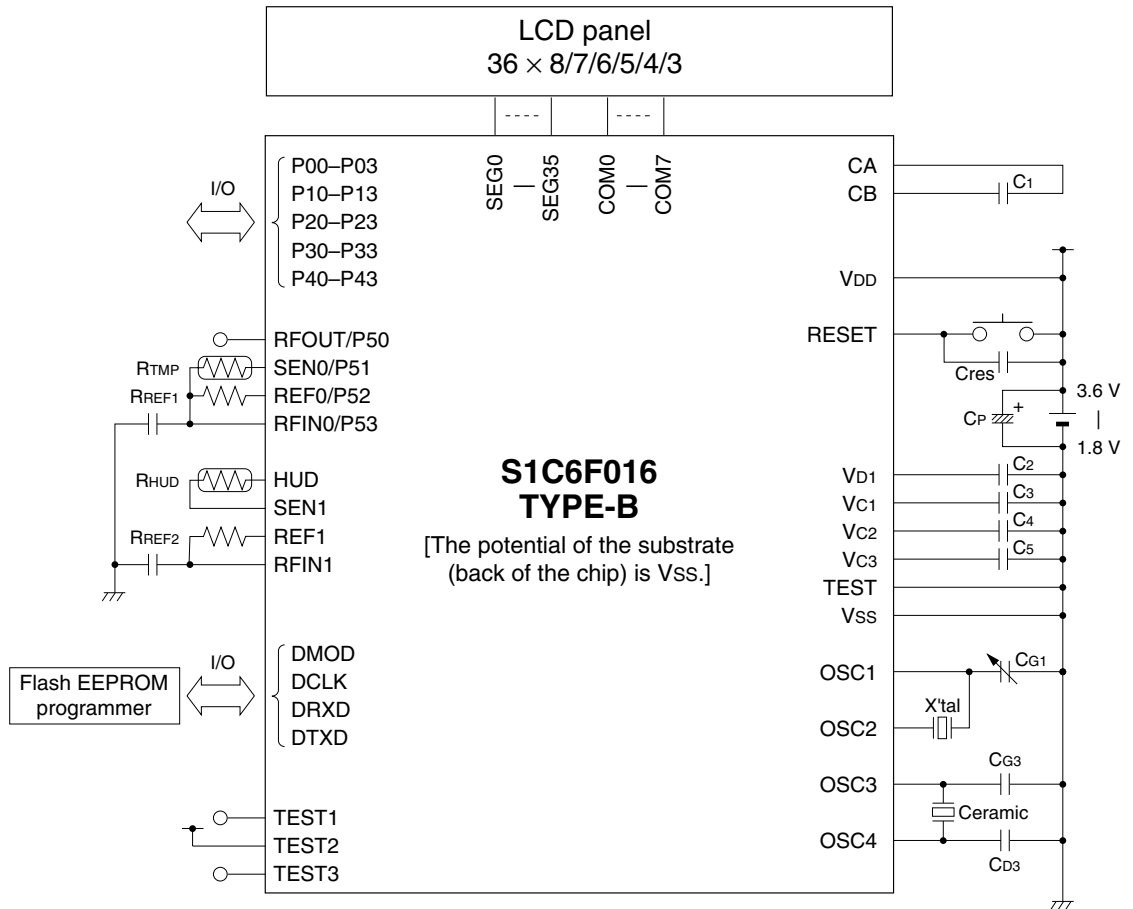 LCD panel
36 × 8/7/6/5/4/3
SEG0
SEG35
COM0
COM7
I/O
P00–P03
P10–P13
P20–P23
P30–P33
P40–P43
RFOUT/P50
RTMP
SEN0/P51
RREF1
REF0/P52
RFIN0/P53
RHUD
HUD
SEN1
RREF2
REF1
RFIN1
I/O
Flash EEPROM
programmer
DMOD
DCLK
DRXD
DTXD
TEST1
TEST2
TEST3
S1C6F016
TYPE-B
[The potential of the substrate
(back of the chip) is VSS.]
CA
CB
C1
VDD
RESET
Cres
CP
+
3.6 V
|
1.8 V
VD1
C2
VC1
C3
VC2
C4
VC3
C5
TEST
VSS
OSC1
CG1
X'tal
OSC2
OSC3
CG3
Ceramic
OSC4
CD3